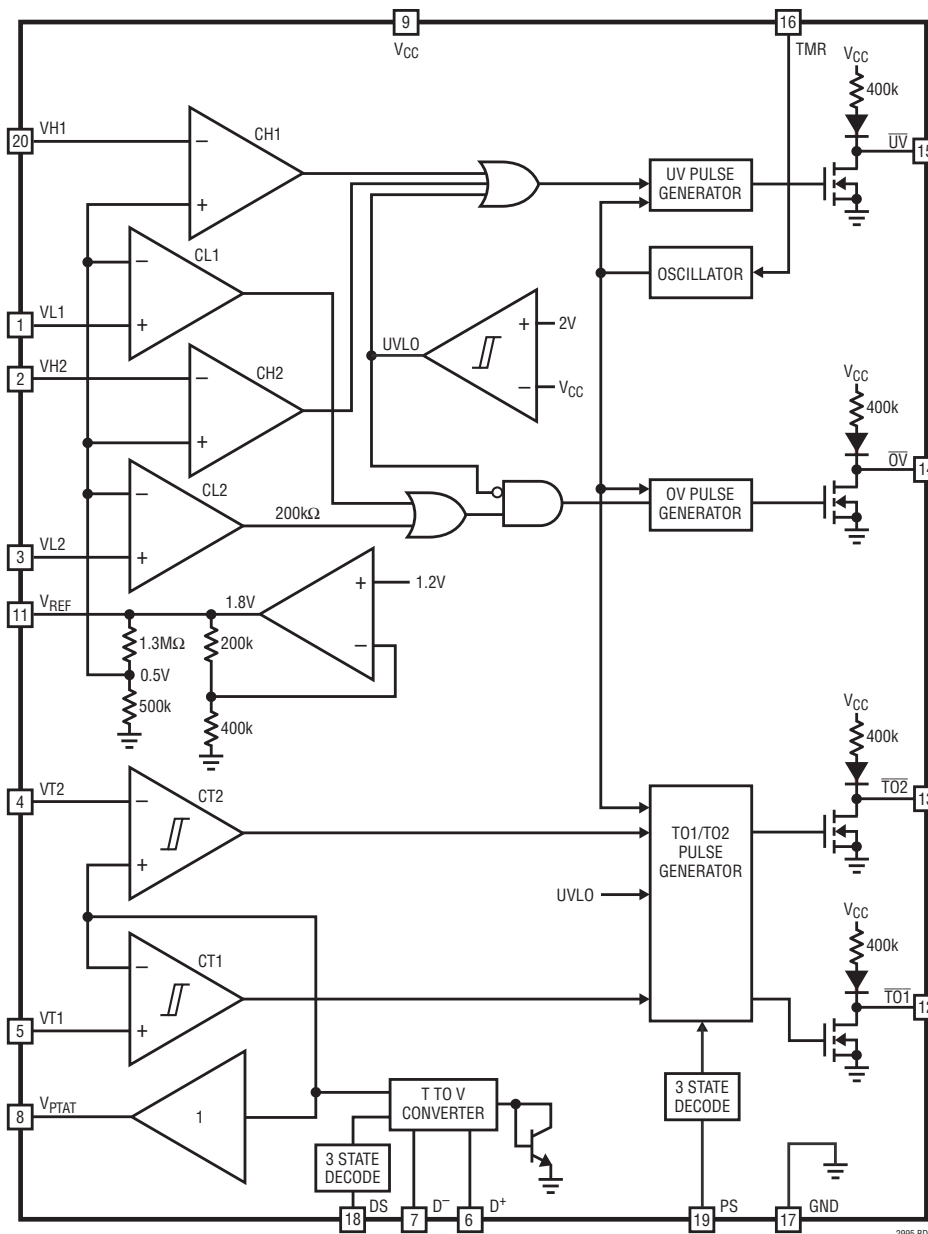 9
VCC
16
TMR
VCC
400k
UV
15
20
VH1
−
+
CH1
UV PULSE
GENERATOR
CL1
−
+
OSCILLATOR
1
VL1
2
VH2
−
+
CH2
UVLO
+
−
2V
VCC
VCC
400k
OV
14
CL2
−
+
200kΩ
OV PULSE
GENERATOR
3
VL2
11
VREF
1.8V
+
−
1.2V
1.3MΩ
200k
0.5V
500k
400k
VCC
400k
TO2
13
4
VT2
−
+
CT2
TO1/TO2
PULSE
GENERATOR
UVLO
VCC
400k
TO1
12
CT1
−
+
5
VT1
8
VPTAT
1
T TO V
CONVERTER
3 STATE
DECODE
3 STATE
DECODE
18
DS
7
D−
6
D+
19
PS
17
GND
2995 BD